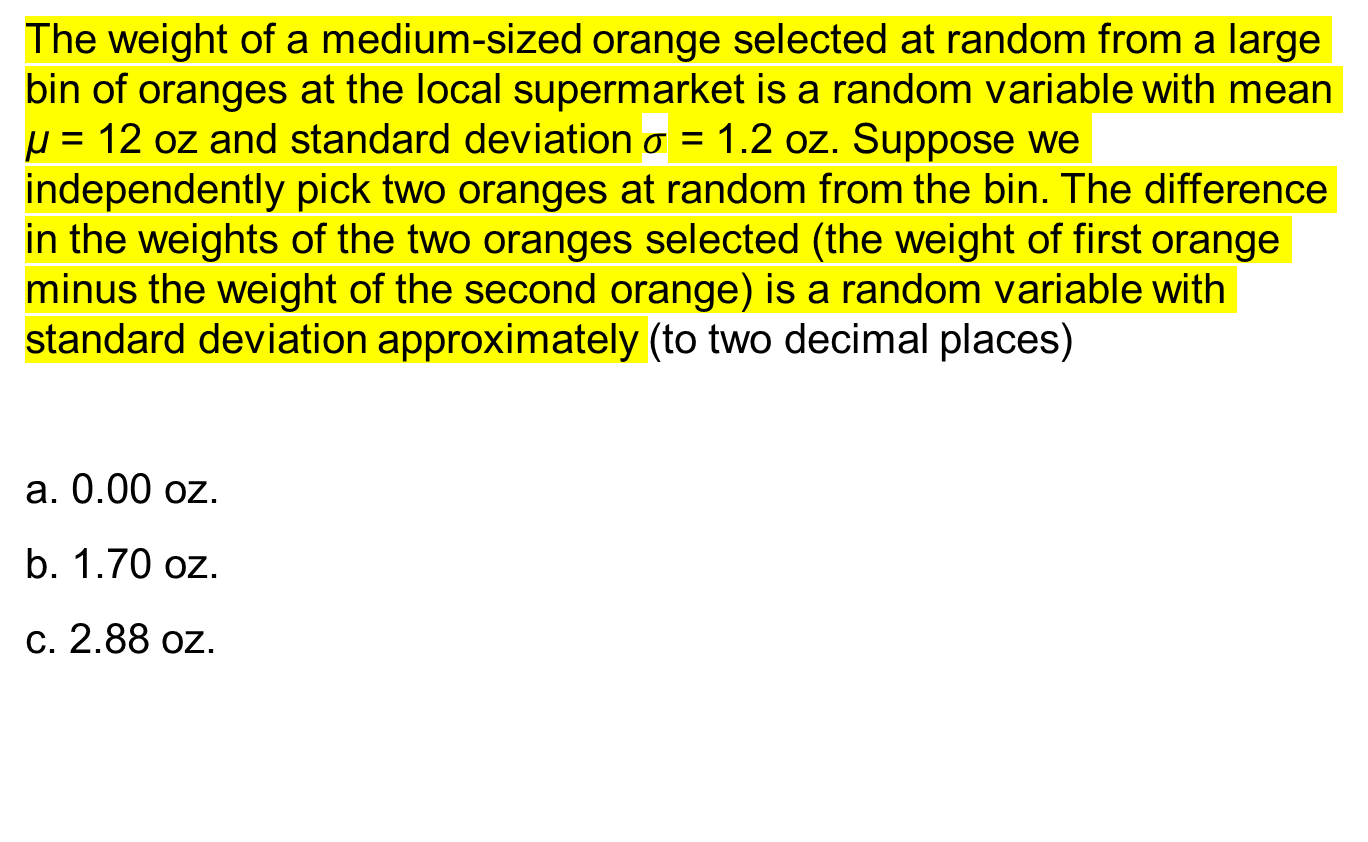 The weight of a medium-sized orange selected at random from a large
bin of oranges at the local supermarket is a random variable with mean
μ = 12 oz and standard deviation σ = 1.2 oz. Suppose we
independently pick two oranges at random from the bin. The difference
in the weights of the two oranges selected (the weight of first orange
minus the weight of the second orange) is a random variable with
standard deviation approximately (to two decimal places)
a. 0.00 oz.
b. 1.70 oz.
c. 2.88 oz.